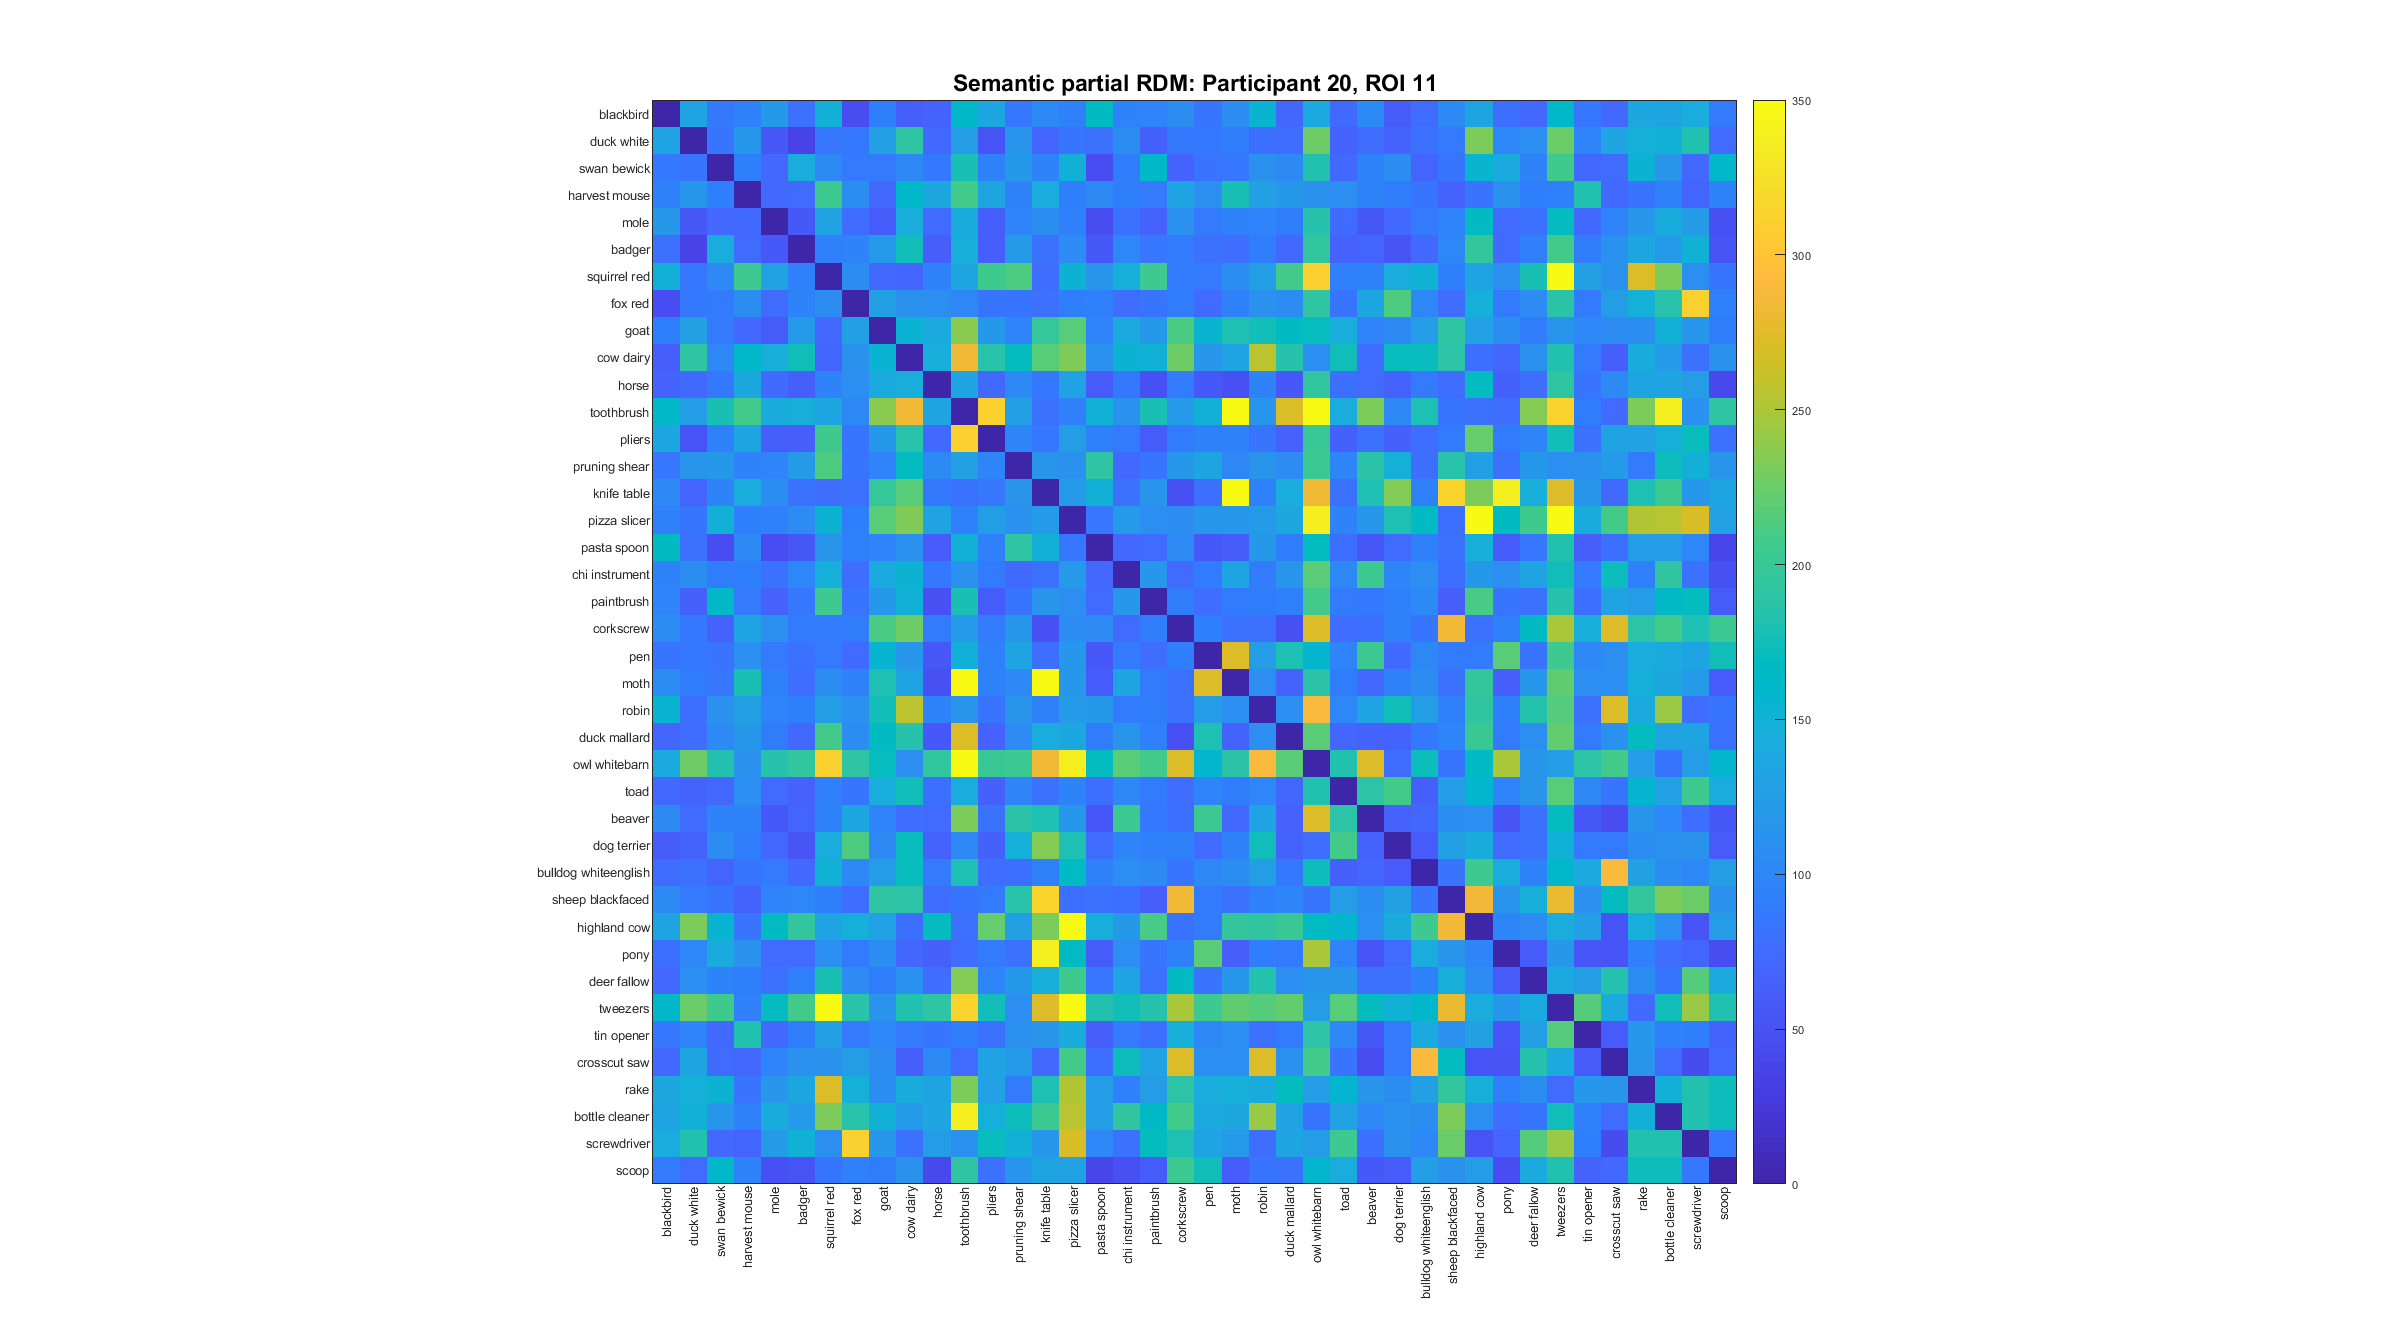 Semantic partial RDM: Participant 20, ROI 11
blackbird
duck white
swan bewick
harvest mouse
mole
badger
squirrel red
fox red
goat
cow dairy
horse
toothbrush
pliers
pruning shear
knife table
pizza slicer
pasta spoon
chi instrument
paintbrush
corkscrew
pen
moth
robin
duck mallard
owl whitebarn
toad
beaver
dog terrier
bulldog whiteenglish
sheep blackfaced
highland cow
pony
deer fallow
tweezers
tin opener
crosscut saw
rake
bottle cleaner
screwdriver
scoop
blackbird
duck white
swan bewick
harvest mouse
mole
badger
squirrel red
fox red
goat
cow dairy
horse
toothbrush
pliers
pruning shear
knife table
pizza slicer
pasta spoon
chi instrument
paintbrush
corkscrew
pen
moth
robin
duck mallard
owl whitebarn
toad
beaver
dog terrier
bulldog whiteenglish
sheep blackfaced
highland cow
pony
deer fallow
tweezers
tin opener
crosscut saw
rake
bottle cleaner
screwdriver
scoop
350
300
250
200
150
100
50
0